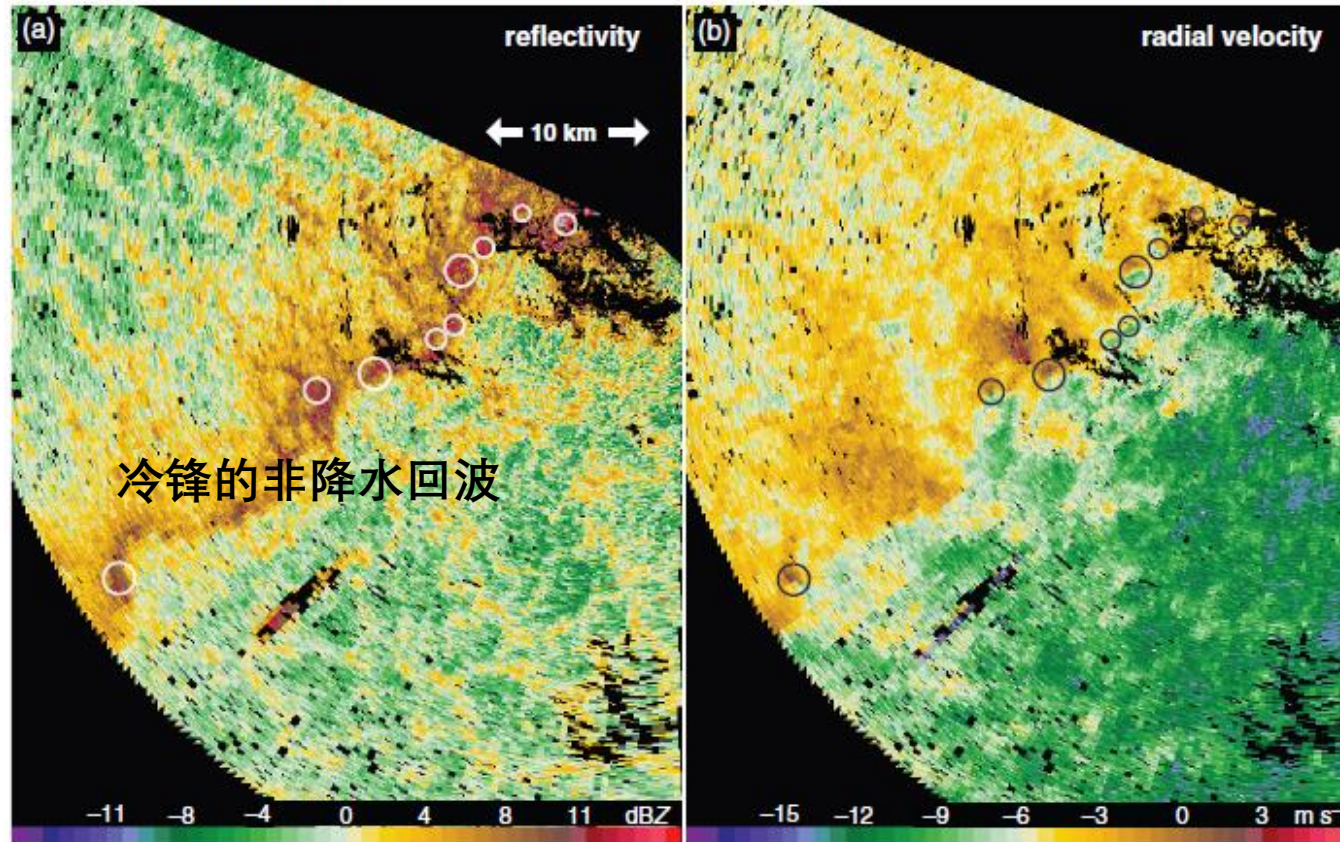 (a)
reflectivity
10 km
冷锋的非降水回波
−11 −8 −4 0 4 8 11 dBZ
(b)
radial velocity
−15 −12 −9 −6 −3 0 3 m s⁻